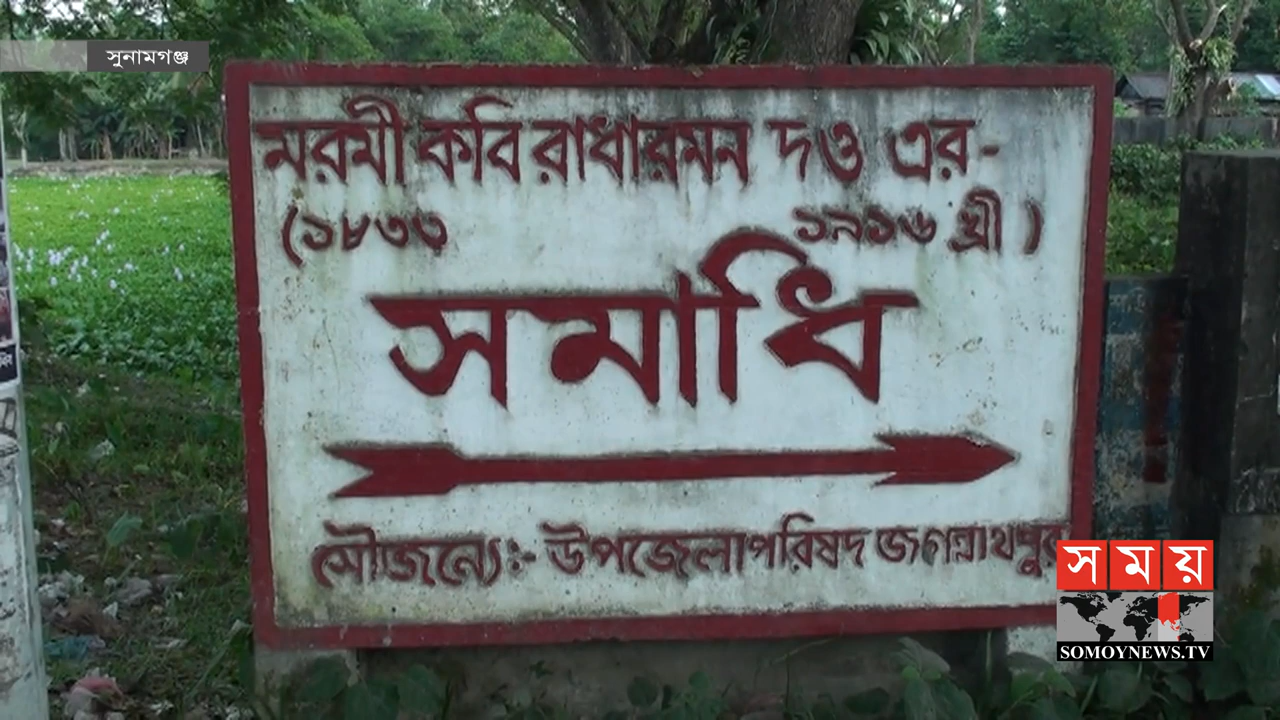 সুনামগঞ্জ
মরমী কবি রাধারমন দত্ত এর-
(১৮৩৩ ১৯১৬ খ্রী)
সমাধি
সৌজন্যে:- উপজেলা পরিষদ জগন্নাথপুর
সময়
SOMOYNEWS.TV